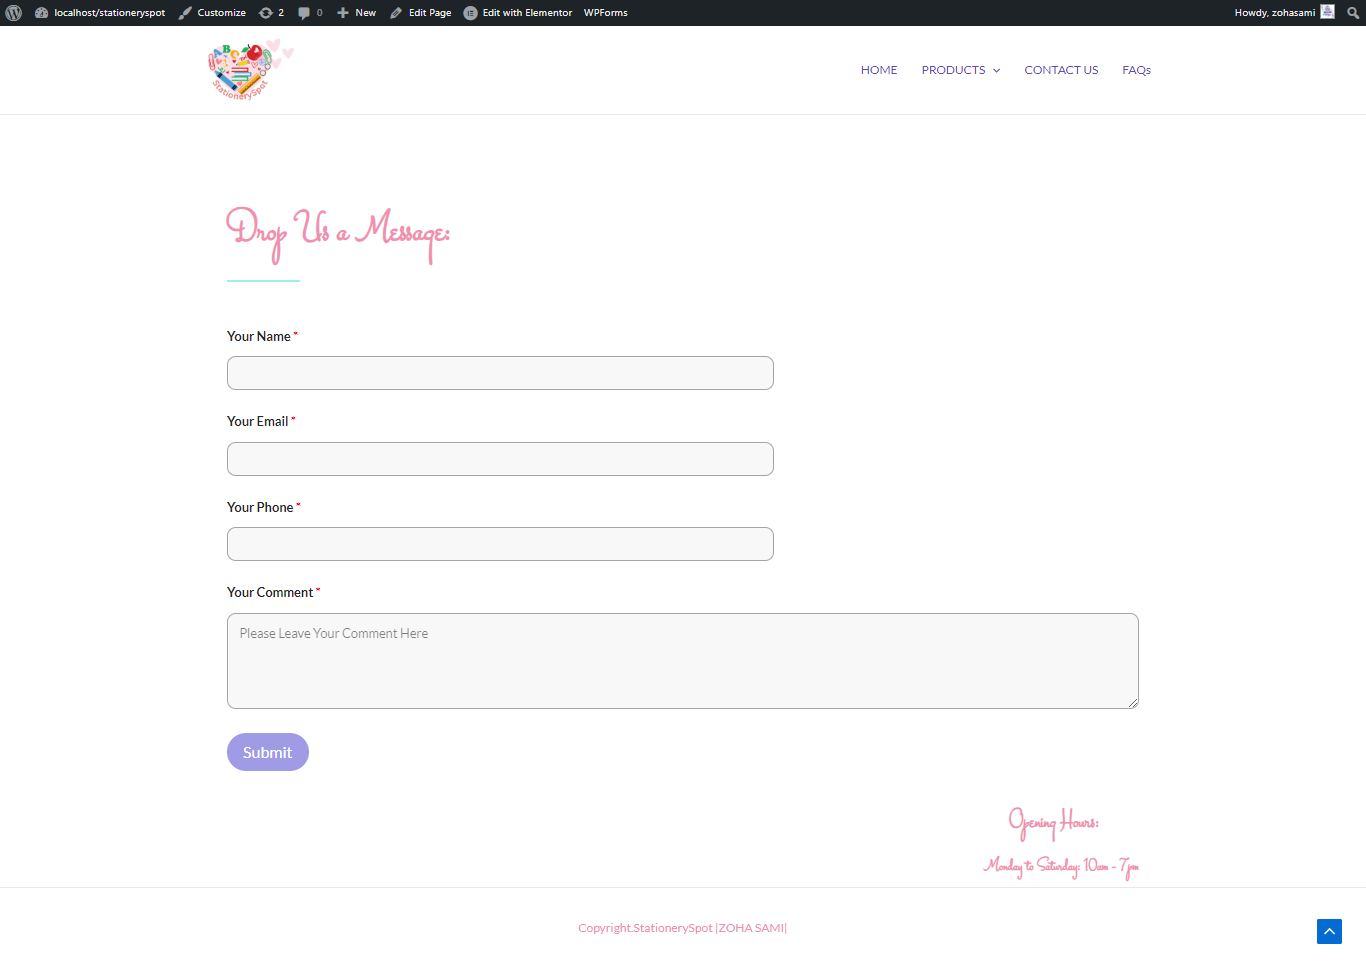 localhost/stationeryspot Customize 2 0 New Edit Page Edit with Elementor WPForms Howdy, zohasami
ABC
StationerySpot
HOME PRODUCTS CONTACT US FAQs
Drop Us a Message:
Your Name *
Your Email *
Your Phone *
Your Comment *
Please Leave Your Comment Here
Submit
Opening Hours:
Monday to Saturday: 10am - 7pm
Copyright.StationerySpot |ZOHA SAMI|